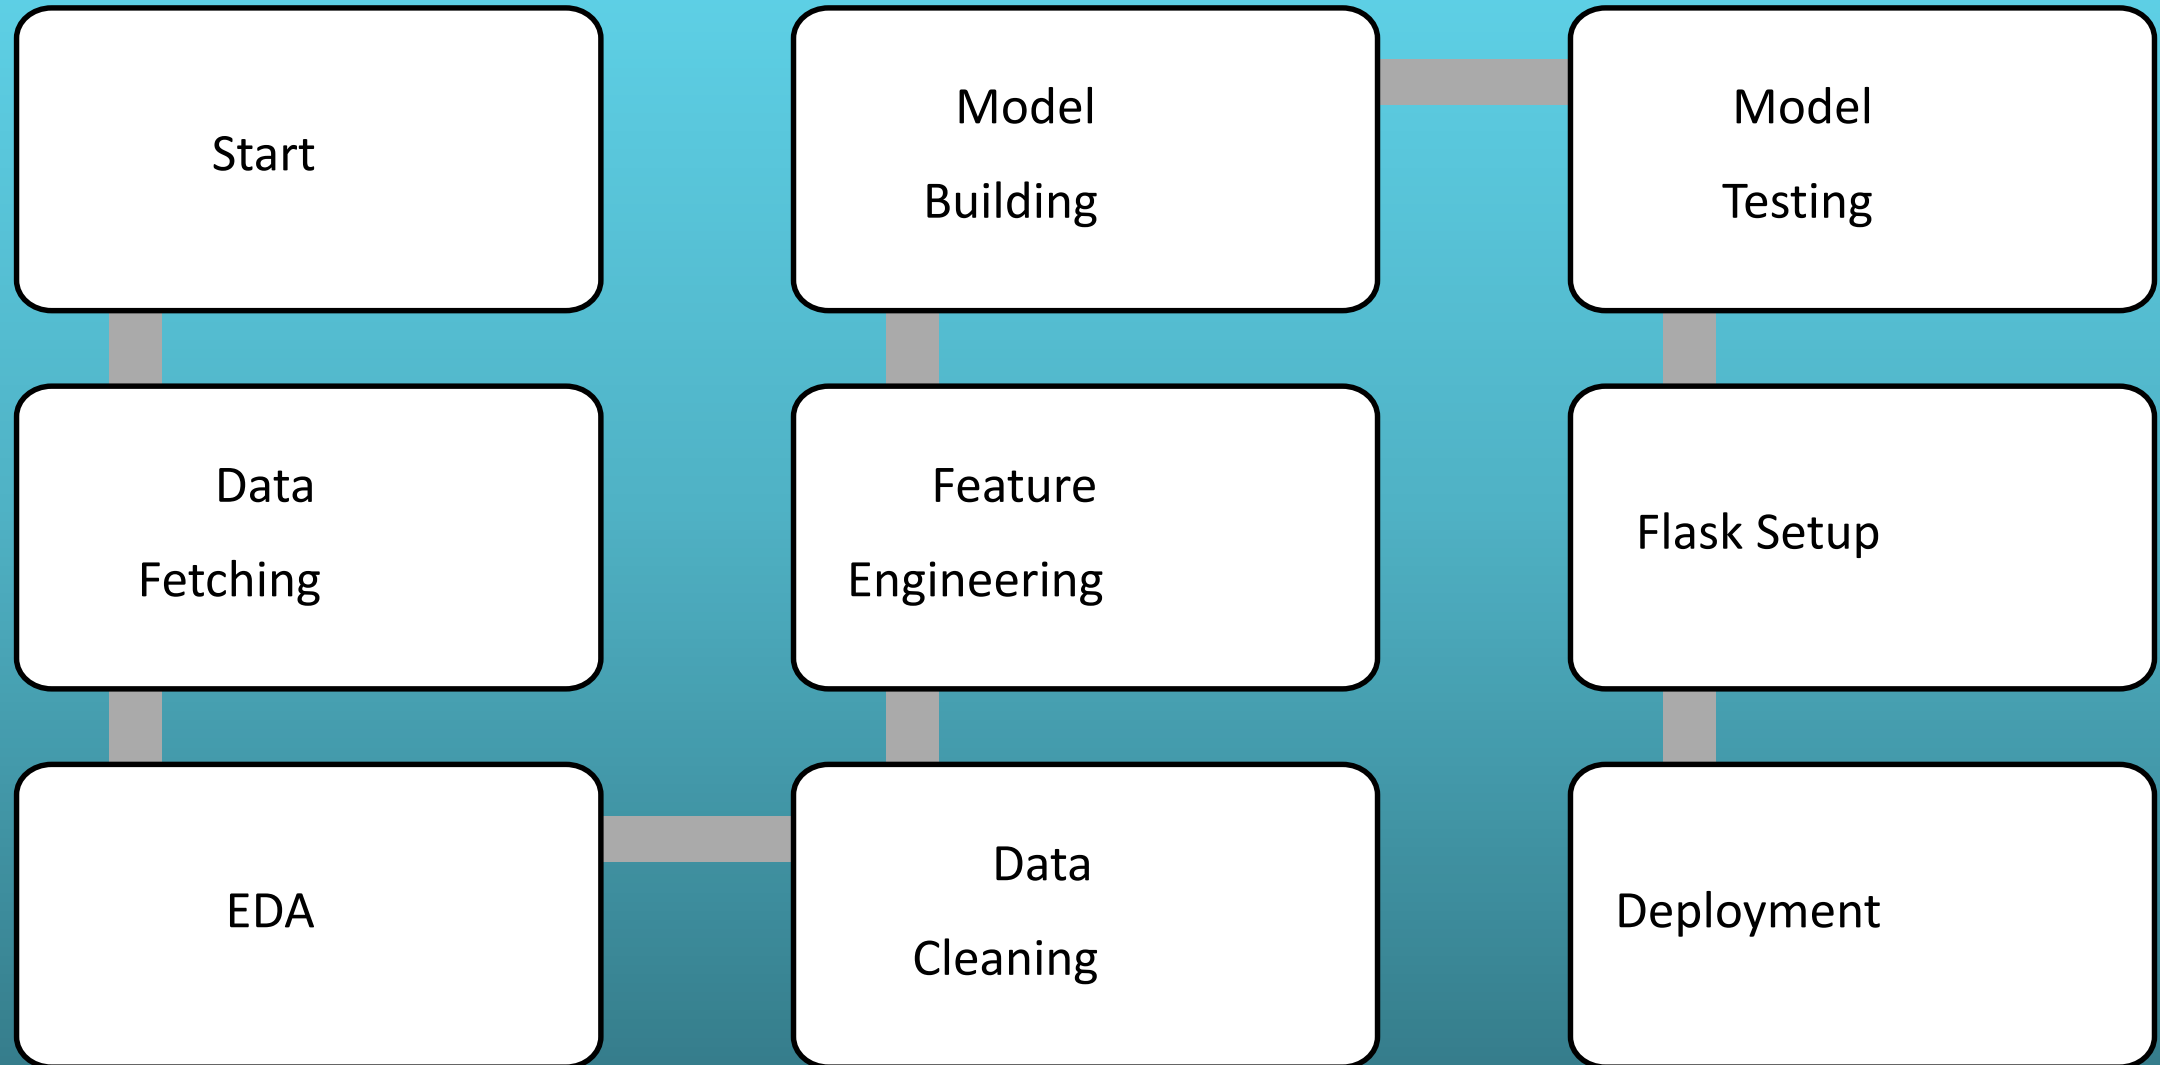 Start
Data
Fetching
EDA
Data
Cleaning
Feature
Engineering
Model
Building
Model
Testing
Flask Setup
Deployment